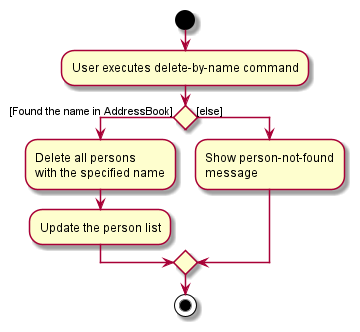 User executes delete-by-name command
[Found the name in AddressBook]
[else]
Delete all persons
with the specified name
Show person-not-found
message
Update the person list